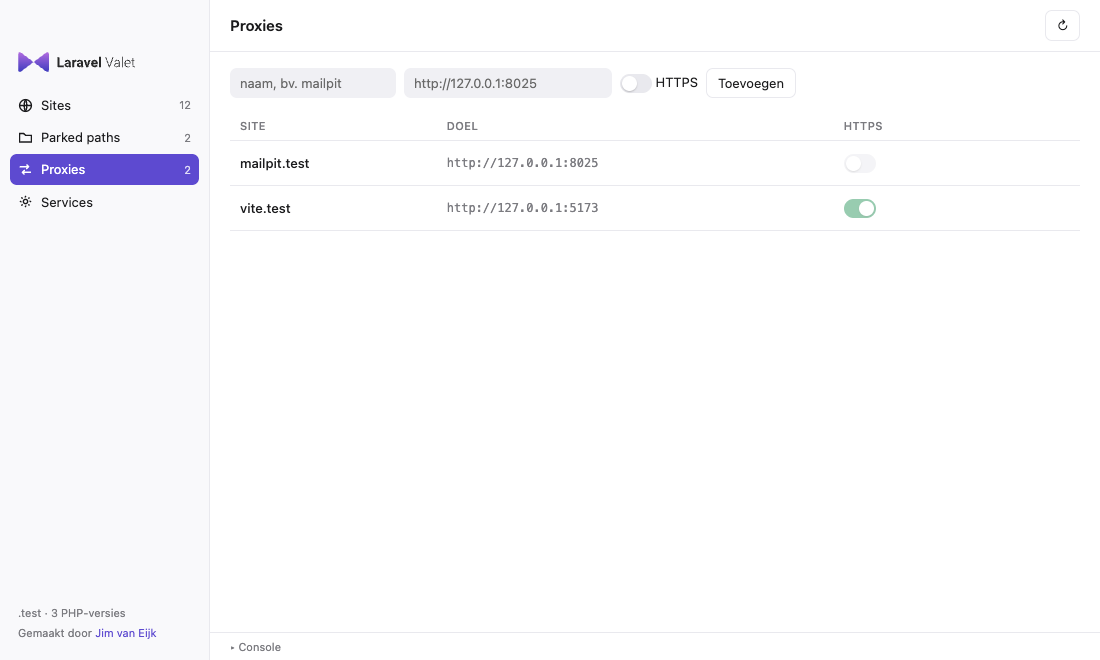 Proxies
Laravel Valet
Sites 12
Parked paths 2
Proxies 2
Services
naam, bv. mailpit http://127.0.0.1:8025 HTTPS Toevoegen
SITE DOEL HTTPS
mailpit.test http://127.0.0.1:8025
vite.test http://127.0.0.1:5173
.test · 3 PHP-versies
Gemaakt door Jim van Eijk
Console